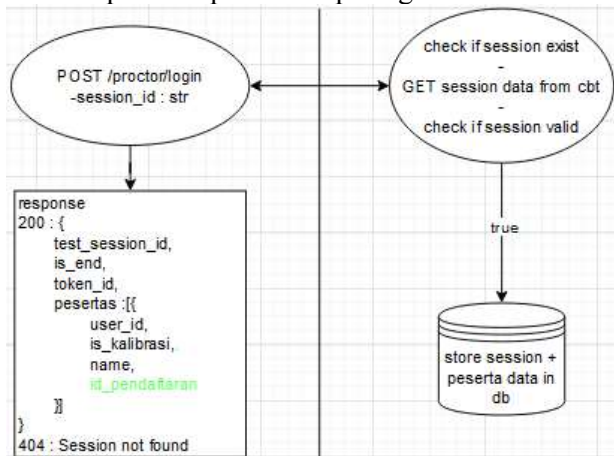 POST /proctor/login
-session_id : str
check if session exist
-
GET session data from cbt
-
check if session valid
response
200 : {
test_session_id,
is_end,
token_id,
pesertas :[{
user_id,
is_kalibrasi,
name,
id_pendaftaran
}]
}
404 : Session not found
true
store session +
peserta data in
db